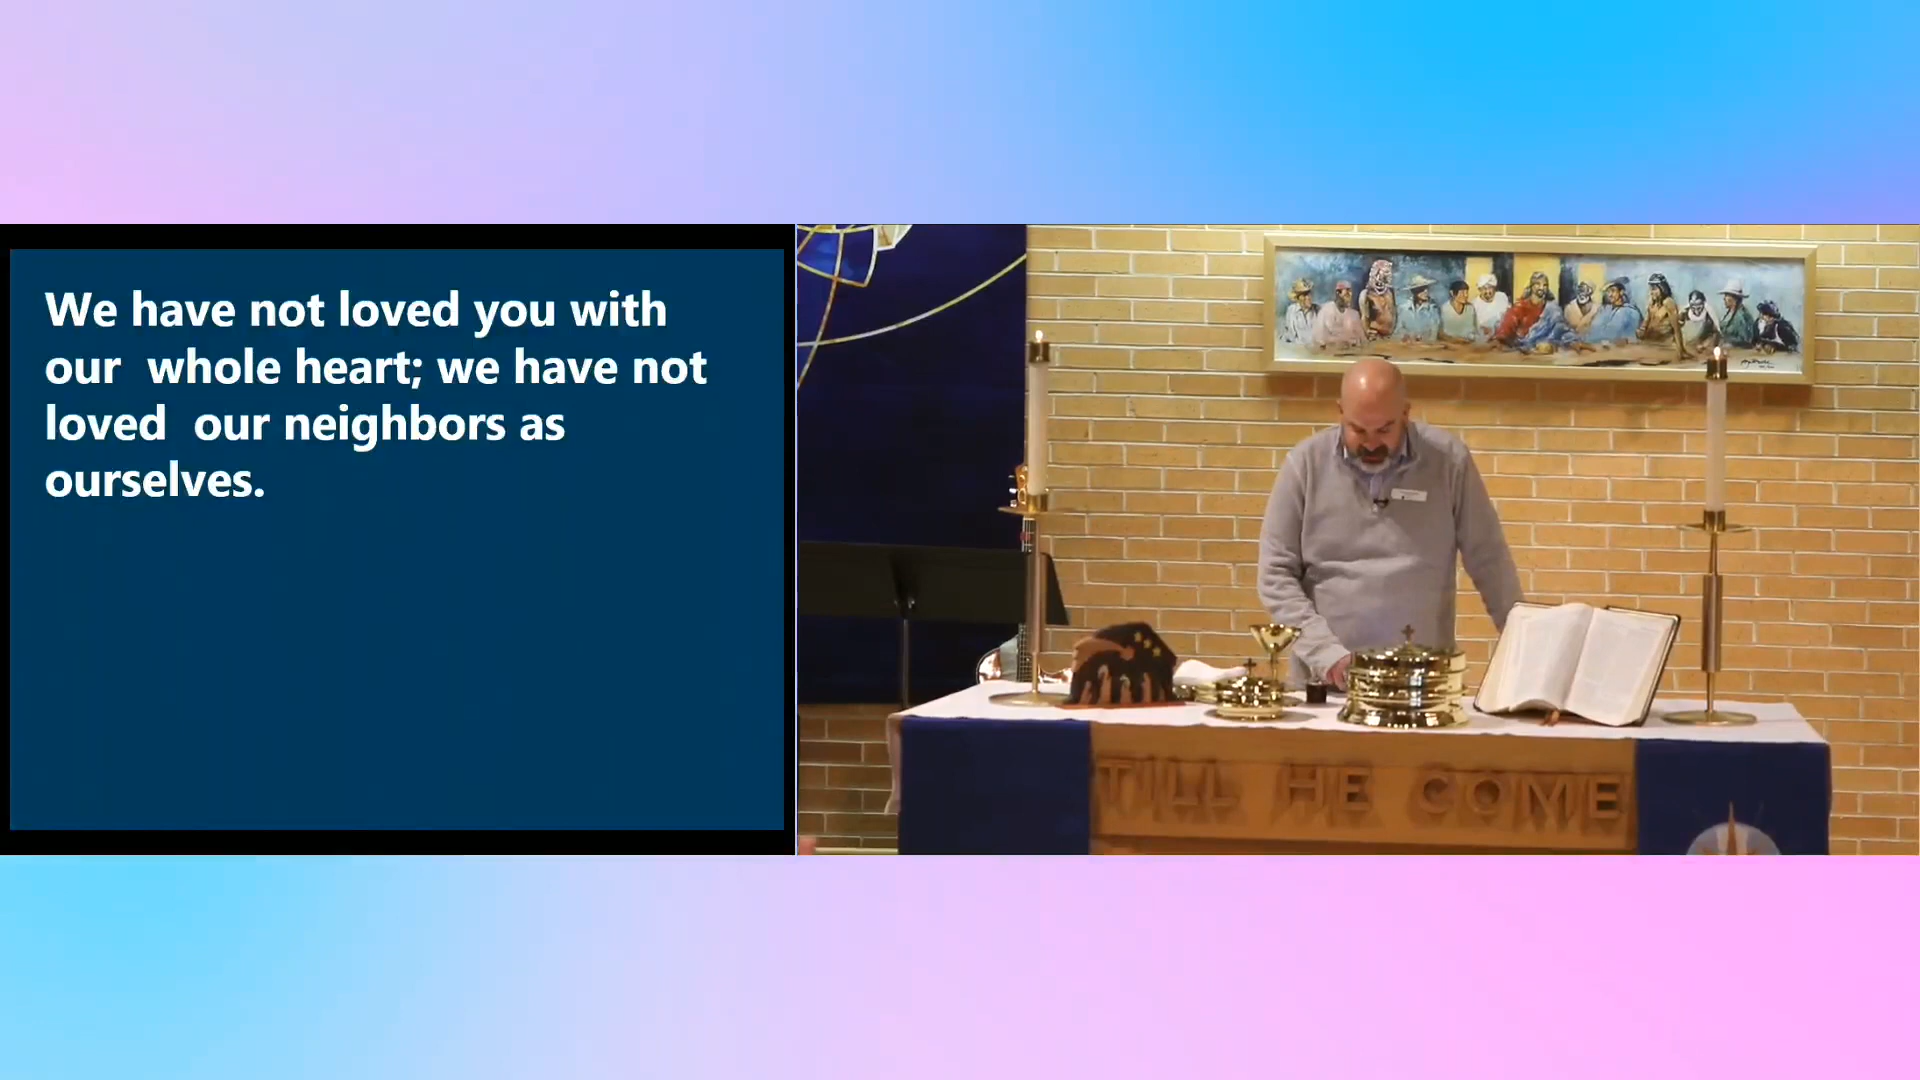 We have not loved you with
our  whole heart; we have not
loved  our neighbors as
ourselves.
TILL HE COME